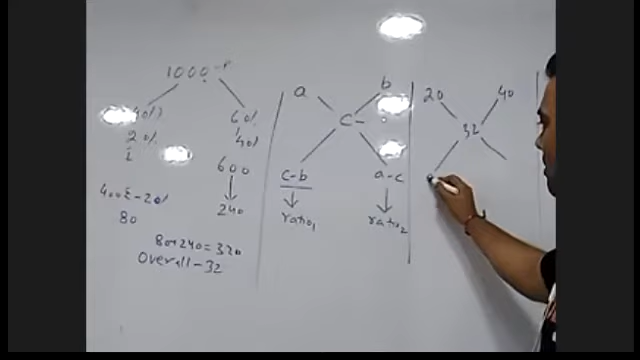 1000
40% 60%
20% 40%
600
400 - 20%
240
80
80+240=320
Overall - 32
a b
C
c-b a-c
ratio1 ratio2
20 40
32